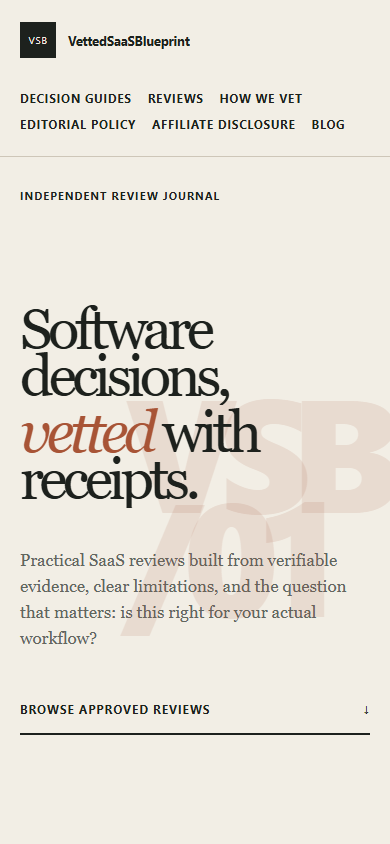 VSB VettedSaaSBlueprint
DECISION GUIDES REVIEWS HOW WE VET
EDITORIAL POLICY AFFILIATE DISCLOSURE BLOG
INDEPENDENT REVIEW JOURNAL
Software
decisions,
vetted with
receipts.
VSB
/01
Practical SaaS reviews built from verifiable
evidence, clear limitations, and the question
that matters: is this right for your actual
workflow?
BROWSE APPROVED REVIEWS ↓